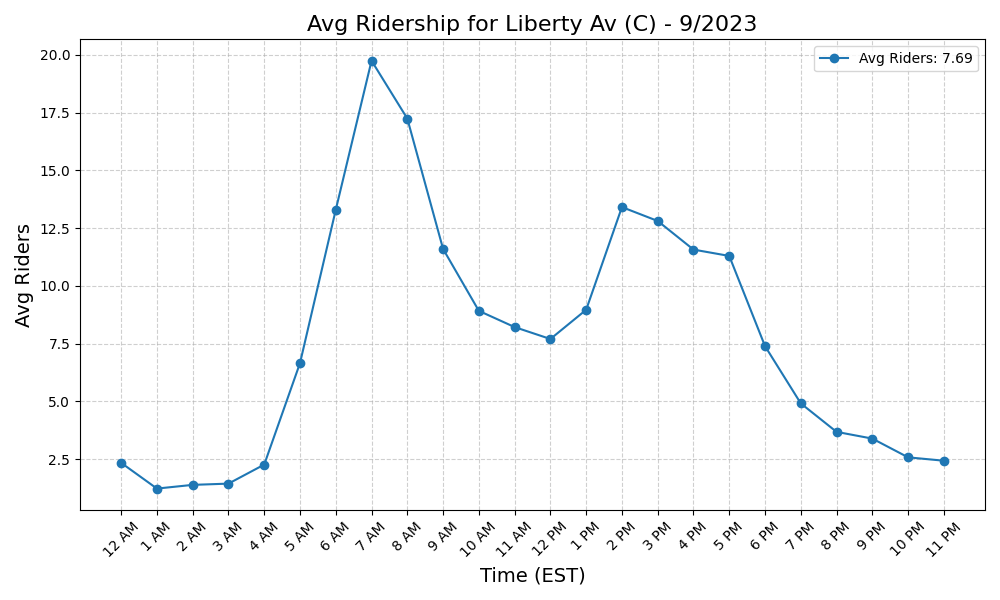 Avg Ridership for Liberty Av (C) - 9/2023
Avg Riders: 7.69
Avg Riders
20.0
17.5
15.0
12.5
10.0
7.5
5.0
2.5
12 AM
1 AM
2 AM
3 AM
4 AM
5 AM
6 AM
7 AM
8 AM
9 AM
10 AM
11 AM
12 PM
1 PM
2 PM
3 PM
4 PM
5 PM
6 PM
7 PM
8 PM
9 PM
10 PM
11 PM
Time (EST)